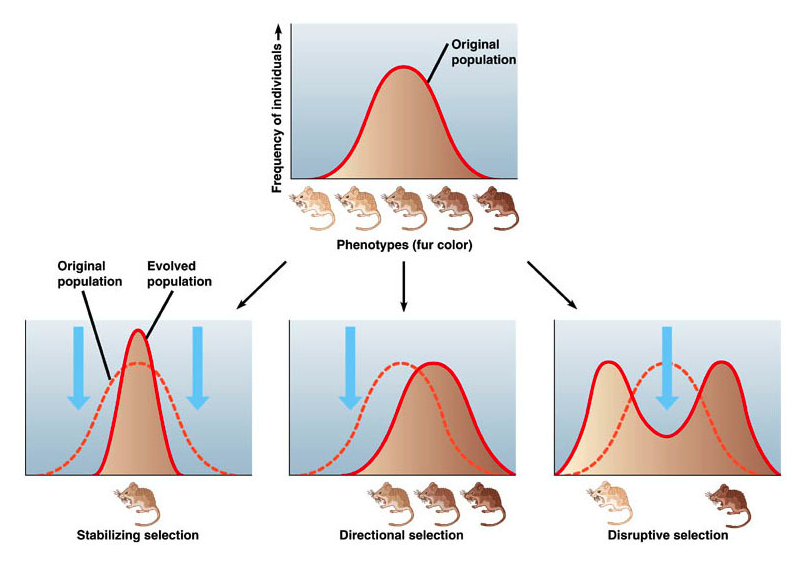 Frequency of individuals
Original
population
Phenotypes (fur color)
Original
population
Evolved
population
Stabilizing selection
Directional selection
Disruptive selection